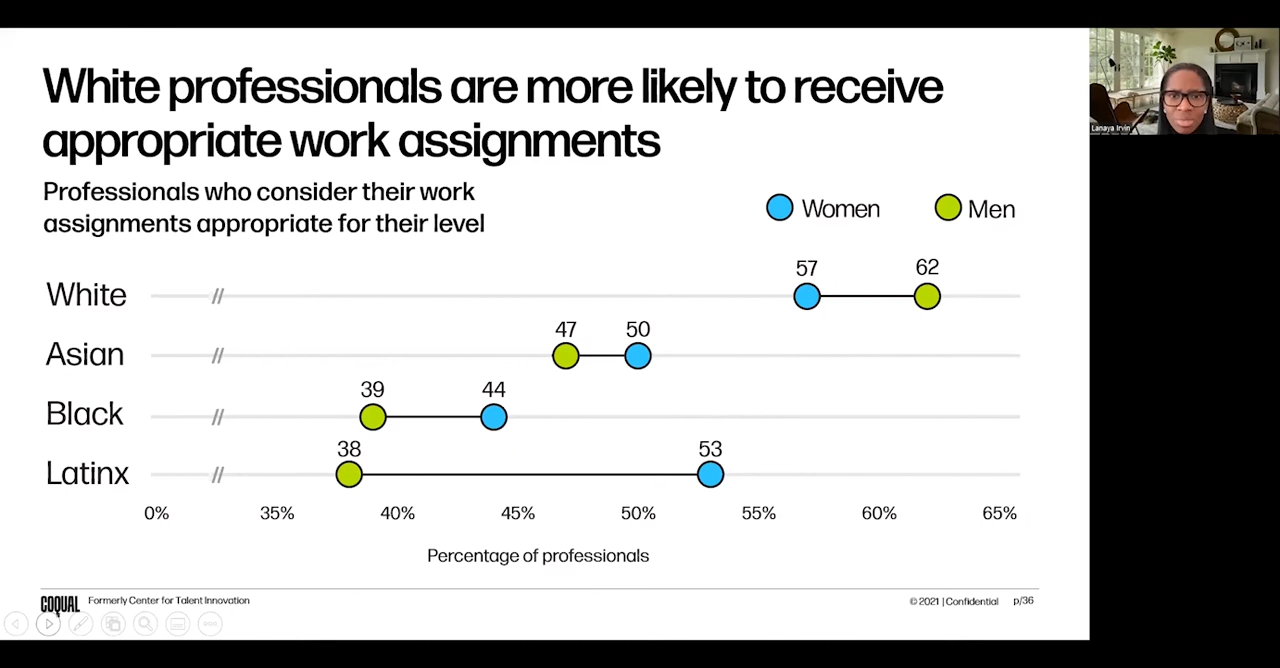 White professionals are more likely to receive
appropriate work assignments
Professionals who consider their work
assignments appropriate for their level
Women Men
Lanaya Irvin
57 62
White //
47 50
Asian //
39 44
Black //
38 53
Latinx //
0% 35% 40% 45% 50% 55% 60% 65%
Percentage of professionals
COQUAL Formerly Center for Talent Innovation © 2021 | Confidential p/36